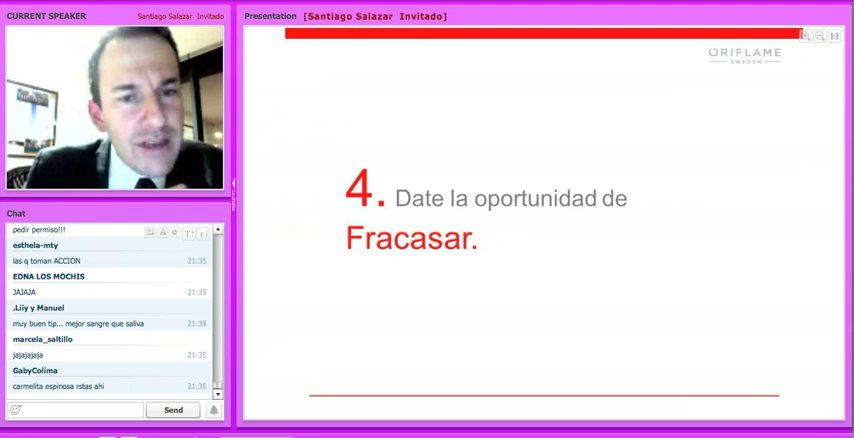 CURRENT SPEAKER
Santiago Salazar Invitado
Presentation [Santiago Salazar Invitado]
1:1
ORIFLAME
SWEDEN
4. Date la oportunidad de
Fracasar.
Chat
pedir permiso!!!
esthela-mty
las q toman ACCION 21:35
EDNA LOS MOCHIS
JAJAJA 21:35
.Liiy y Manuel
muy buen tip... mejor sangre que saliva 21:35
marcela_saltillo
jajajajaja 21:35
GabyColima
carmelita espinosa rstas ahi 21:35
Send